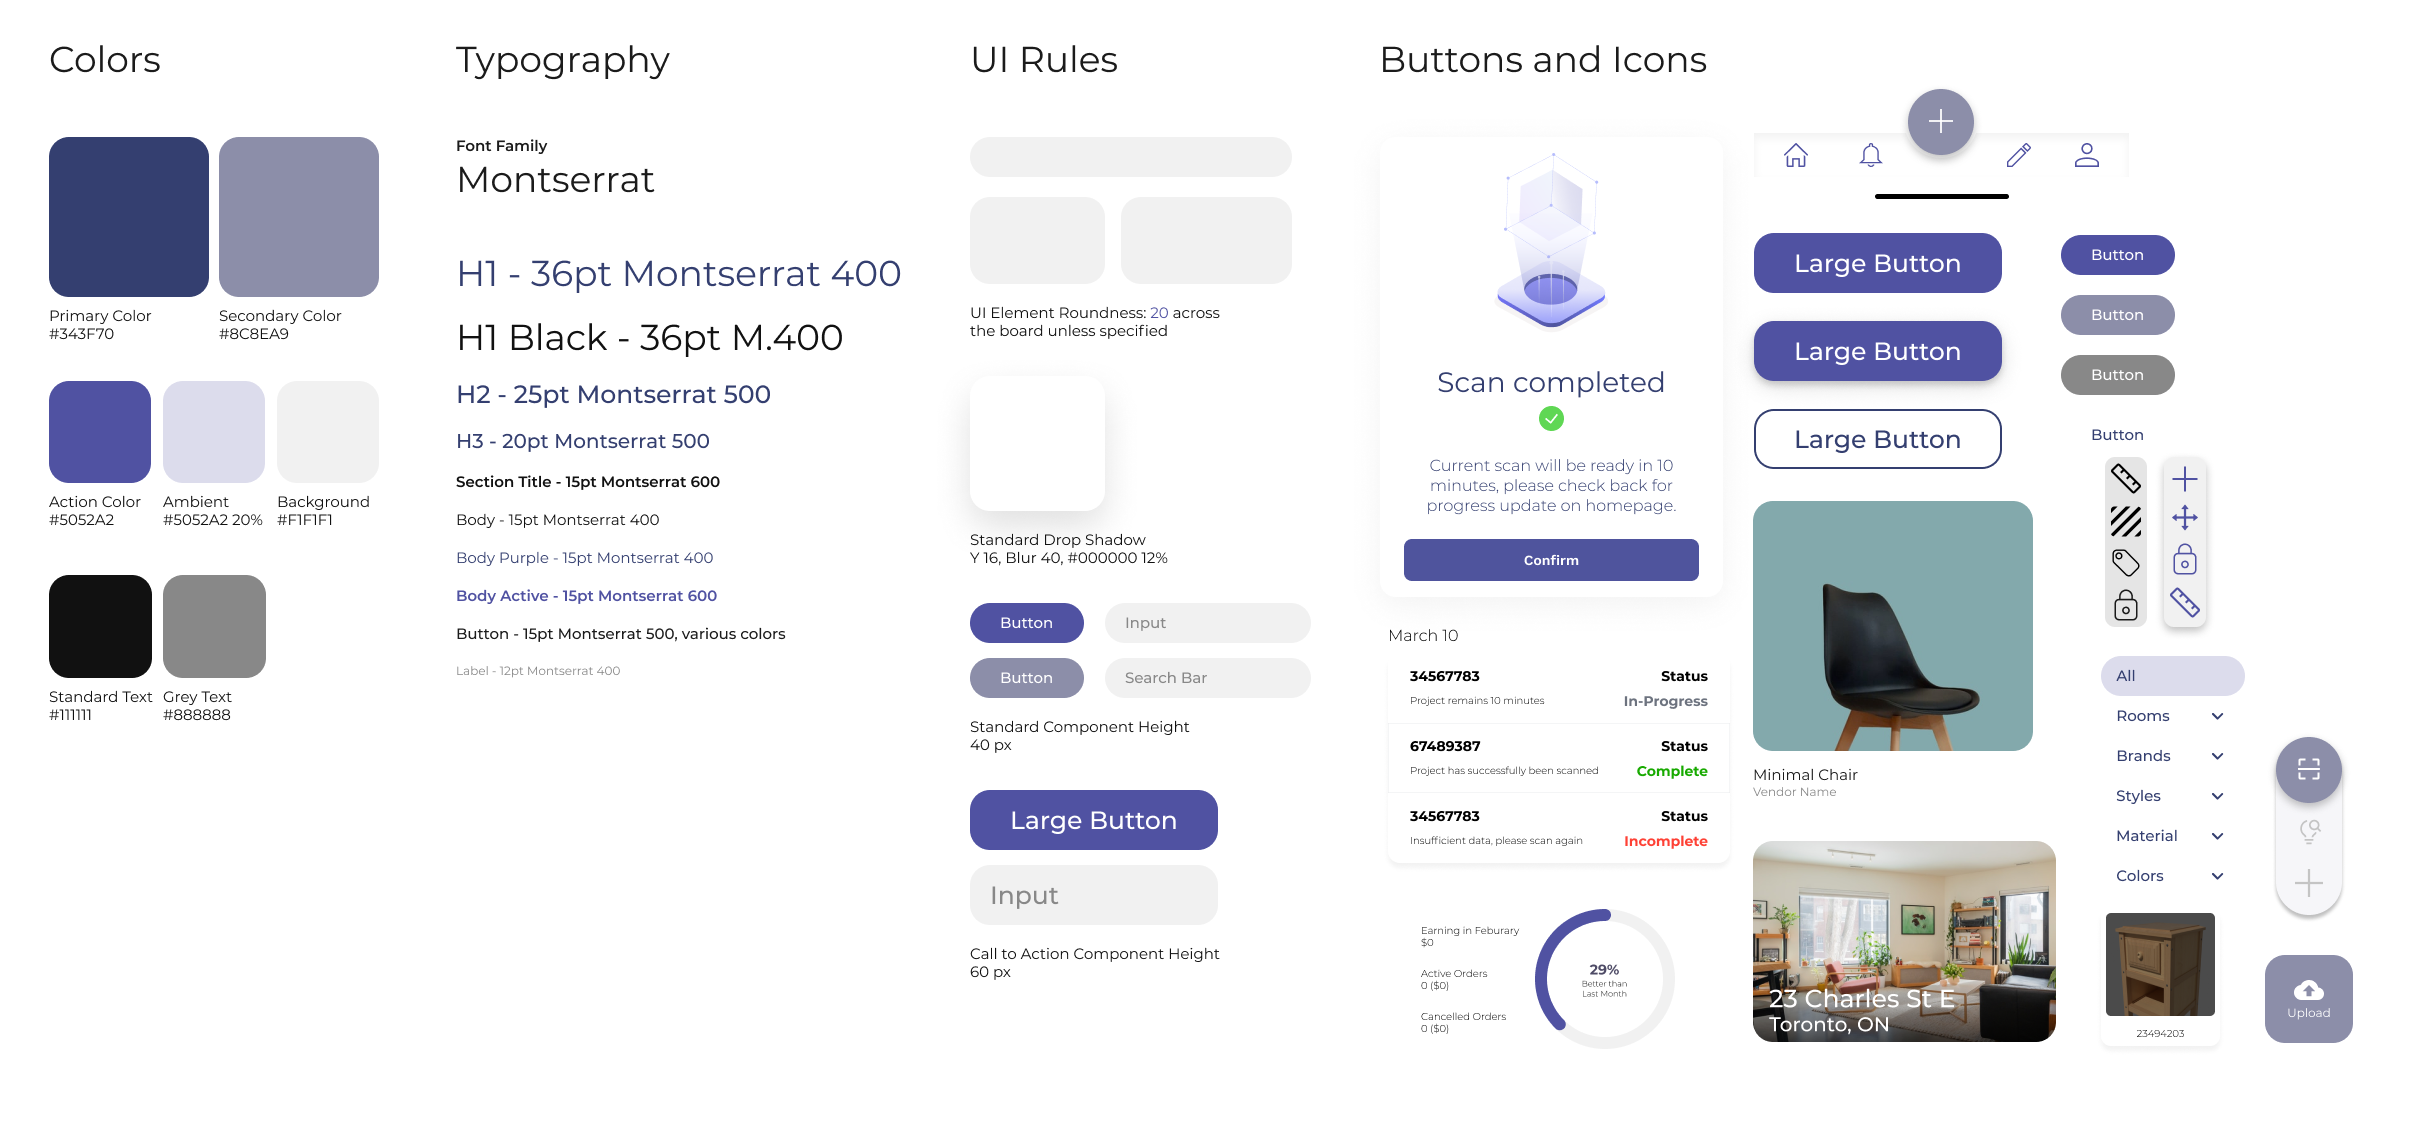 Colors
Primary Color
#343F70
Secondary Color
#8C8EA9
Action Color
#5052A2
Ambient
#5052A2 20%
Background
#F1F1F1
Standard Text
#111111
Grey Text
#888888
Typography
Font Family
Montserrat
H1 - 36pt Montserrat 400
H1 Black - 36pt M.400
H2 - 25pt Montserrat 500
H3 - 20pt Montserrat 500
Section Title - 15pt Montserrat 600
Body - 15pt Montserrat 400
Body Purple - 15pt Montserrat 400
Body Active - 15pt Montserrat 600
Button - 15pt Montserrat 500, various colors
Label - 12pt Montserrat 400
UI Rules
UI Element Roundness: 20 across
the board unless specified
Standard Drop Shadow
Y 16, Blur 40, #000000 12%
Button
Input
Button
Search Bar
Standard Component Height
40 px
Large Button
Input
Call to Action Component Height
60 px
Buttons and Icons
Scan completed
Current scan will be ready in 10
minutes, please check back for
progress update on homepage.
Confirm
March 10
34567783
Status
Project remains 10 minutes
In-Progress
67489387
Status
Project has successfully been scanned
Complete
34567783
Status
Insufficient data, please scan again
Incomplete
Earning in Feburary
$0
Active Orders
0 ($0)
Cancelled Orders
0 ($0)
29%
Better than
Last Month
Large Button
Large Button
Large Button
Minimal Chair
Vendor Name
23 Charles St E
Toronto, ON
Button
Button
Button
Button
All
Rooms
Brands
Styles
Material
Colors
23494203
Upload